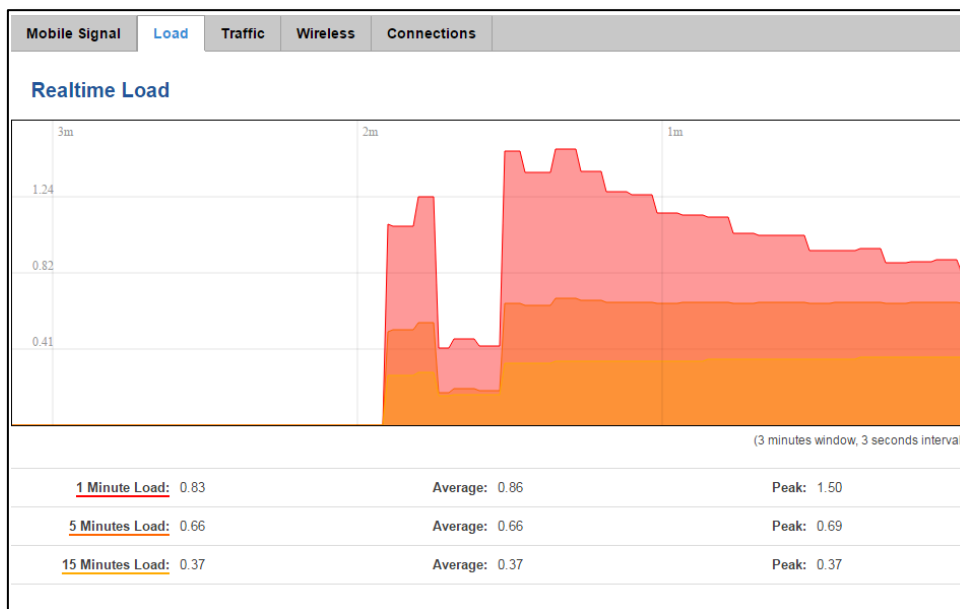 Mobile Signal Load Traffic Wireless Connections
Realtime Load
3m 2m 1m
1.24
0.82
0.41
(3 minutes window, 3 seconds interval
1 Minute Load: 0.83 Average: 0.86 Peak: 1.50
5 Minutes Load: 0.66 Average: 0.66 Peak: 0.69
15 Minutes Load: 0.37 Average: 0.37 Peak: 0.37